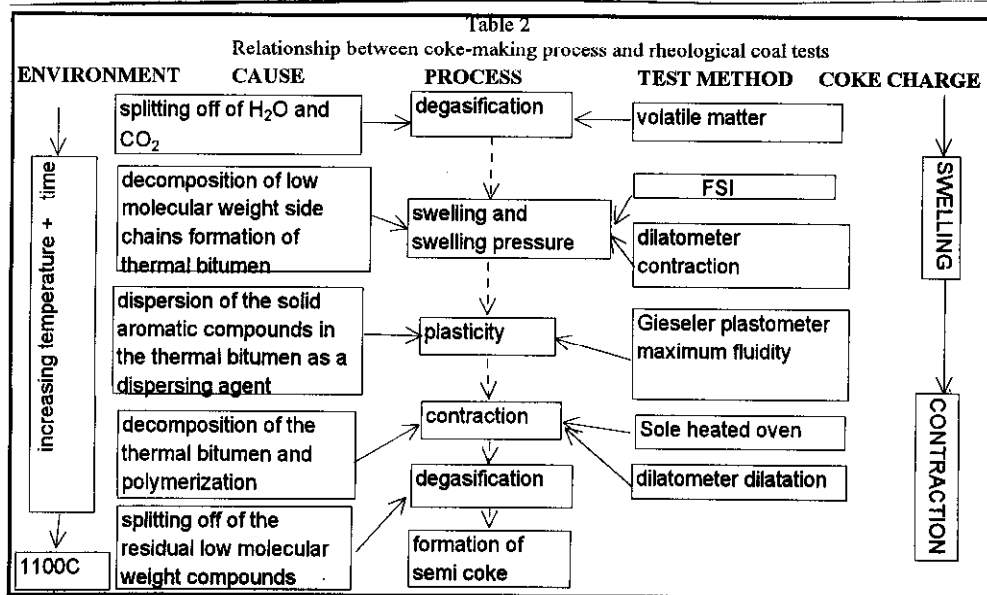 Table 2
Relationship between coke-making process and rheological coal tests
ENVIRONMENT CAUSE PROCESS TEST METHOD COKE CHARGE
increasing temperature + time
1100C
splitting off of H₂O and
CO₂
decomposition of low
molecular weight side
chains formation of
thermal bitumen
dispersion of the solid
aromatic compounds in
the thermal bitumen as a
dispersing agent
decomposition of the
thermal bitumen and
polymerization
splitting off of the
residual low molecular
weight compounds
degasification
swelling and
swelling pressure
plasticity
contraction
degasification
formation of
semi coke
volatile matter
FSI
dilatometer
contraction
Gieseler plastometer
maximum fluidity
Sole heated oven
dilatometer dilatation
SWELLING
CONTRACTION